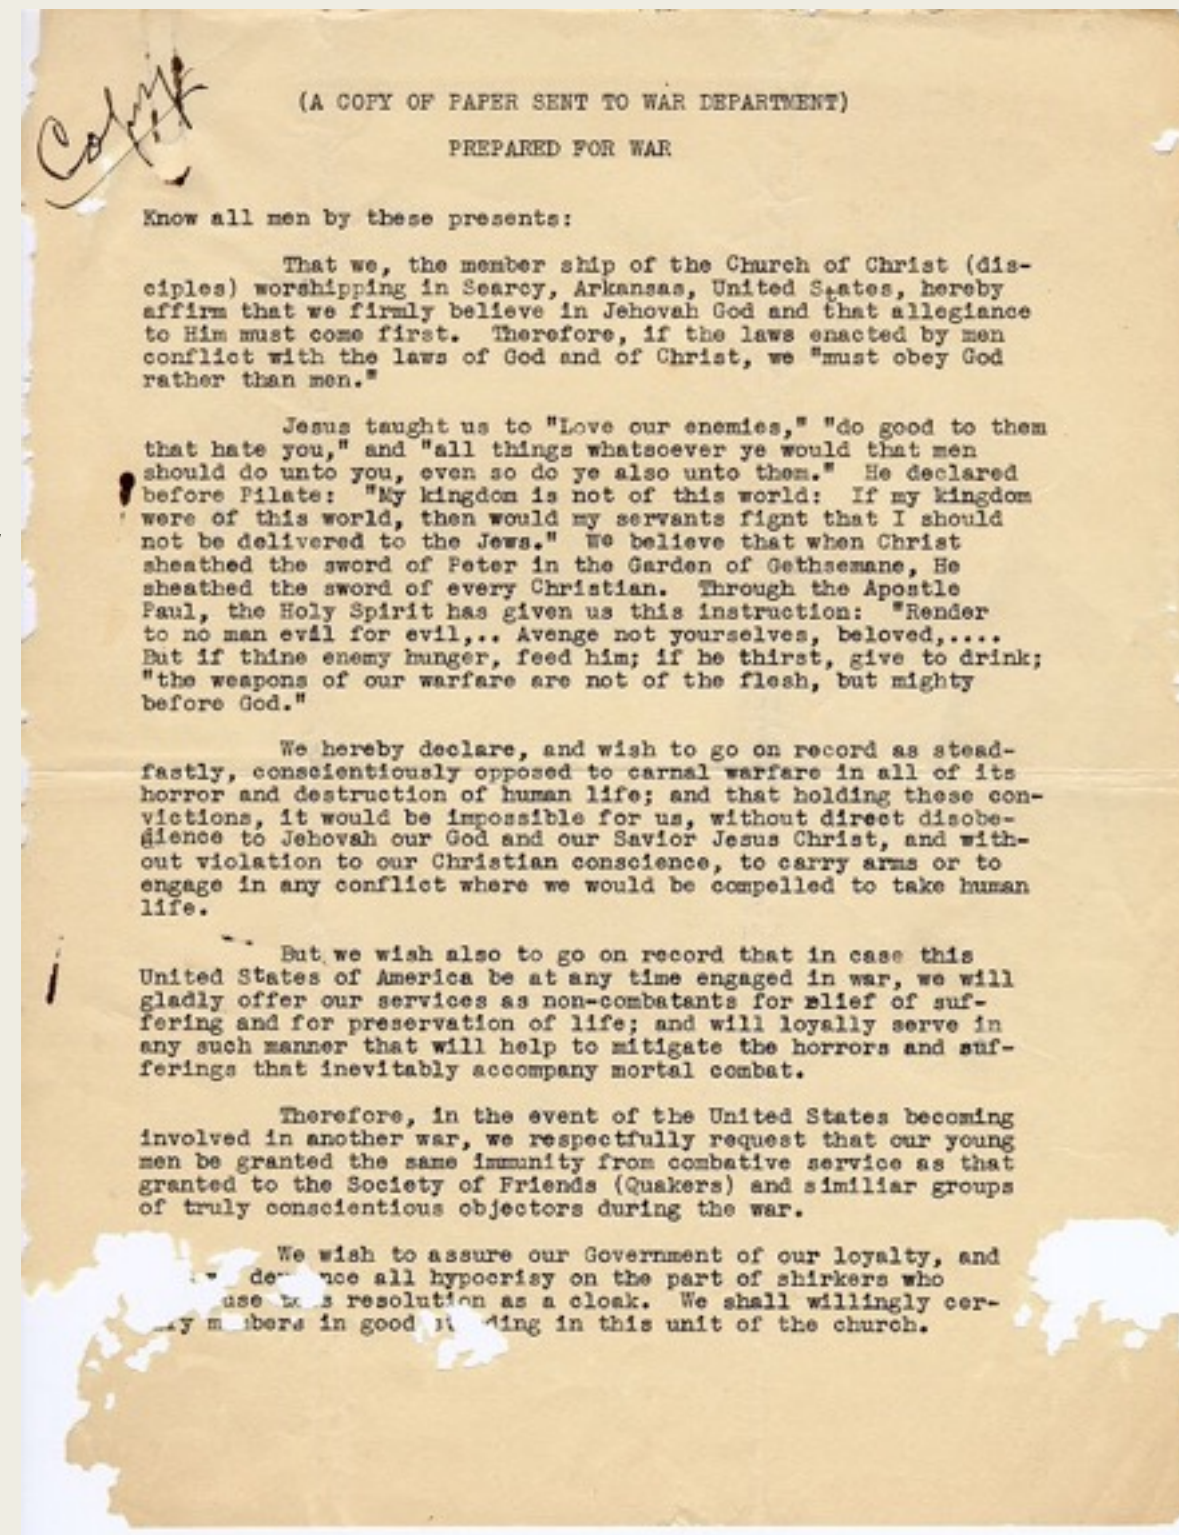 (A COPY OF PAPER SENT TO WAR DEPARTMENT)
PREPARED FOR WAR
Know all men by these presents:
That we, the member ship of the Church of Christ (dis-
ciples) worshipping in Searcy, Arkansas, United States, hereby
affirm that we firmly believe in Jehovah God and that allegiance
to Him must come first. Therefore, if the laws enacted by men
conflict with the laws of God and of Christ, we "must obey God
rather than men."
Jesus taught us to "Love our enemies," "do good to them
that hate you," and "all things whatsoever ye would that men
should do unto you, even so do ye also unto them." He declared
before Pilate: "My kingdom is not of this world: If my kingdom
were of this world, then would my servants fignt that I should
not be delivered to the Jews." We believe that when Christ
sheathed the sword of Peter in the Garden of Gethsemane, He
sheathed the sword of every Christian. Through the Apostle
Paul, the Holy Spirit has given us this instruction: "Render
to no man evil for evil,.. Avenge not yourselves, beloved,....
But if thine enemy hunger, feed him; if he thirst, give to drink;
"the weapons of our warfare are not of the flesh, but mighty
before God."
We hereby declare, and wish to go on record as stead-
fastly, conscientiously opposed to carnal warfare in all of its
horror and destruction of human life; and that holding these con-
victions, it would be impossible for us, without direct disobe-
dience to Jehovah our God and our Savior Jesus Christ, and with-
out violation to our Christian conscience, to carry arms or to
engage in any conflict where we would be compelled to take human
life.
But we wish also to go on record that in case this
United States of America be at any time engaged in war, we will
gladly offer our services as non-combatants for relief of suf-
fering and for preservation of life; and will loyally serve in
any such manner that will help to mitigate the horrors and suf-
ferings that inevitably accompany mortal combat.
Therefore, in the event of the United States becoming
involved in another war, we respectfully request that our young
men be granted the same immunity from combative service as that
granted to the Society of Friends (Quakers) and similiar groups
of truly conscientious objectors during the war.
We wish to assure our Government of our loyalty, and
all hypocrisy on the part of shirkers who
use resolution as a cloak. We shall willingly cer-
in good in this unit of the church.